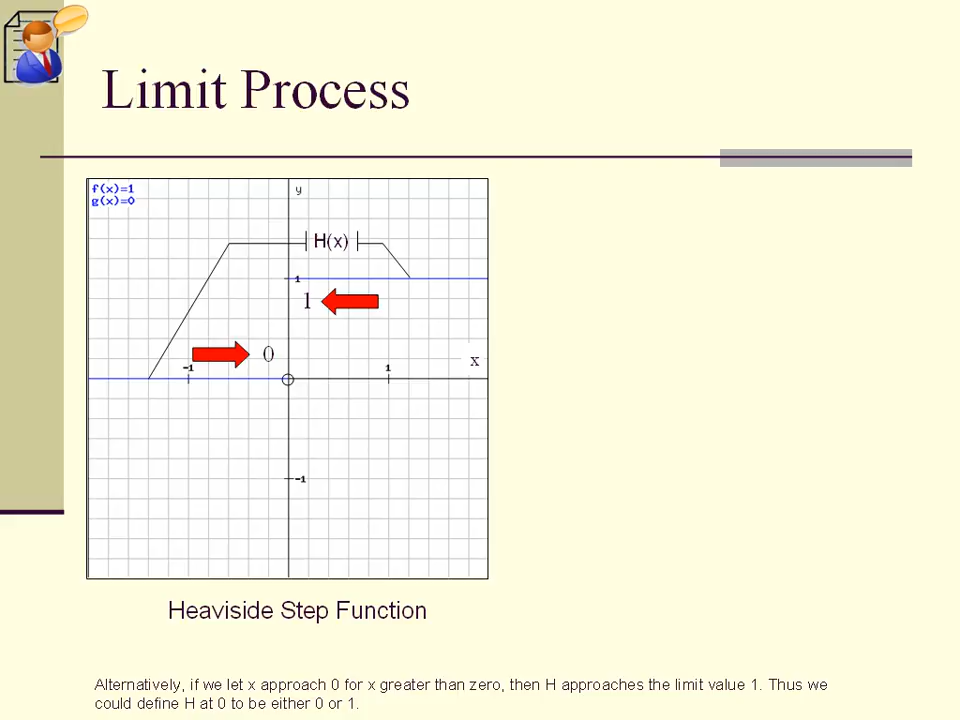 Limit Process
f(x)=1
g(x)=0
y
H(x)
1
1
0
x
-1
1
-1
Heaviside Step Function
Alternatively, if we let x approach 0 for x greater than zero, then H approaches the limit value 1. Thus we
could define H at 0 to be either 0 or 1.